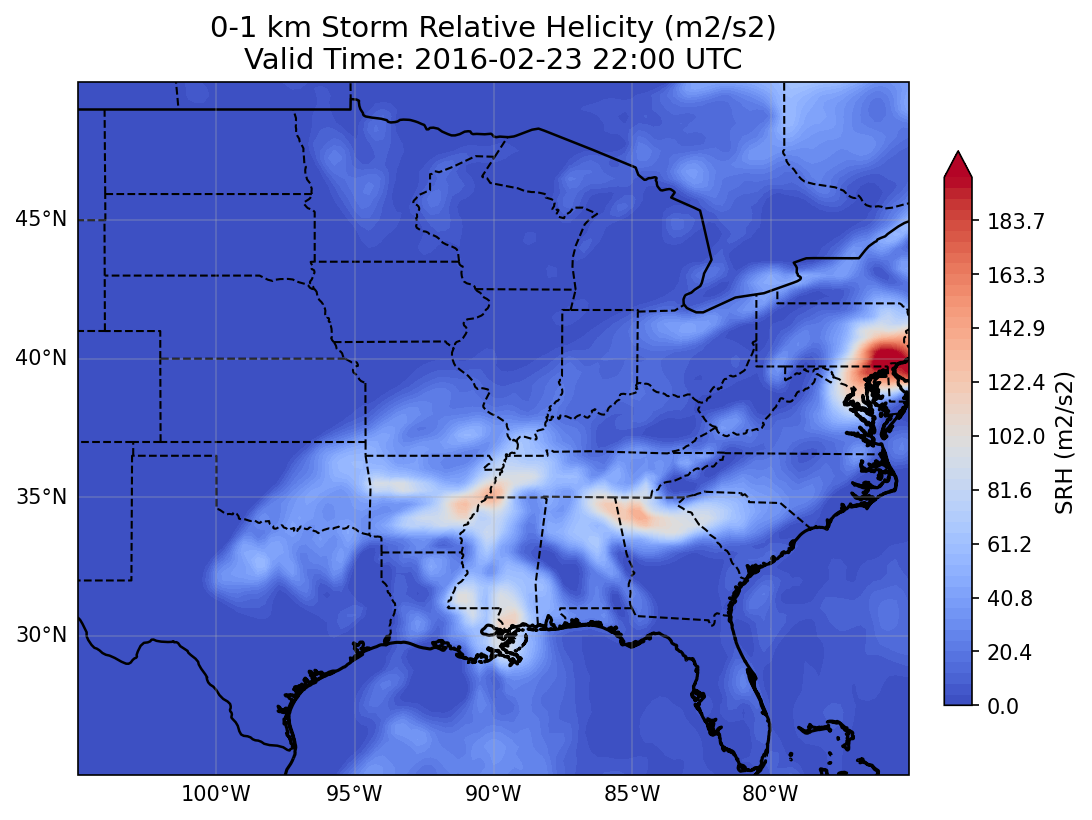 0-1 km Storm Relative Helicity (m2/s2)
Valid Time: 2016-02-23 22:00 UTC
45°N
40°N
35°N
30°N
100°W
95°W
90°W
85°W
80°W
183.7
163.3
142.9
122.4
102.0
81.6
61.2
40.8
20.4
0.0
SRH (m2/s2)